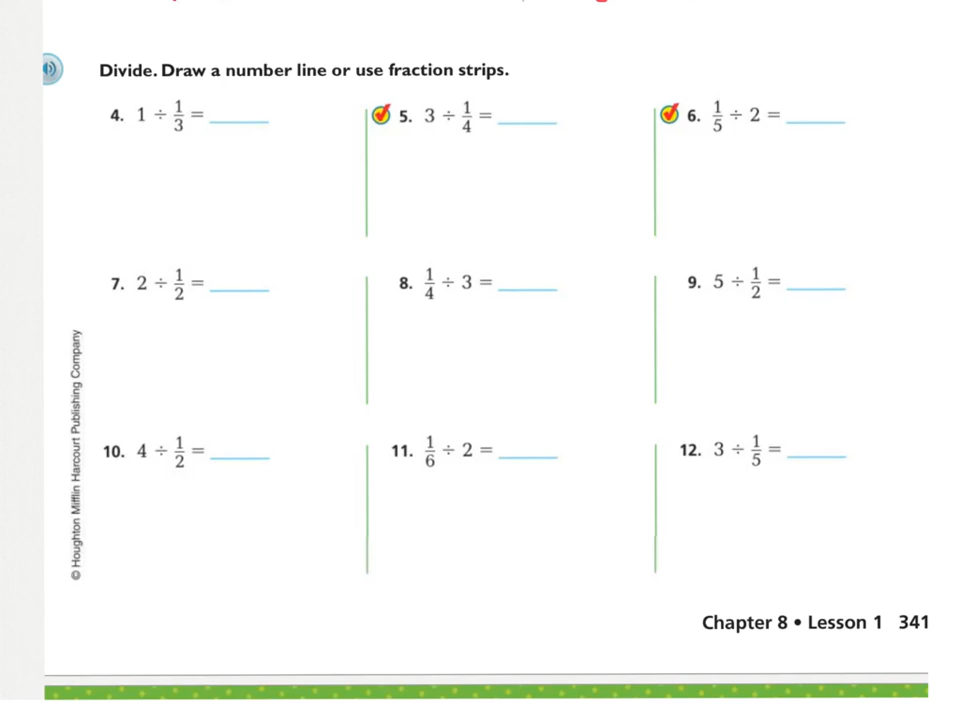 Divide. Draw a number line or use fraction strips.
4. 1 ÷ 1/3 = ______
5. 3 ÷ 1/4 = ______
6. 1/5 ÷ 2 = ______
7. 2 ÷ 1/2 = ______
8. 1/4 ÷ 3 = ______
9. 5 ÷ 1/2 = ______
10. 4 ÷ 1/2 = ______
11. 1/6 ÷ 2 = ______
12. 3 ÷ 1/5 = ______
© Houghton Mifflin Harcourt Publishing Company
Chapter 8 • Lesson 1 341